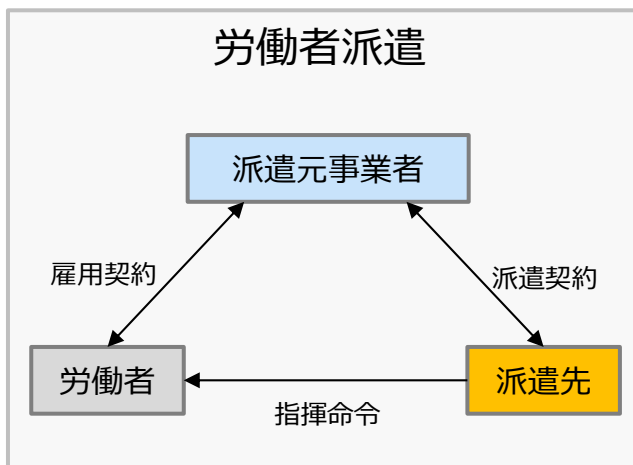 労働者派遣
派遣元事業者
雇用契約
派遣契約
労働者
派遣先
指揮命令